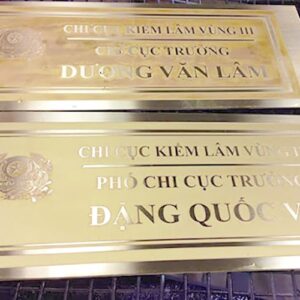 CHI CỤC KIỂM LÂM VÙNG III
CHI CỤC TRƯỞNG
DƯƠNG VĂN LÂM
CHI CỤC KIỂM LÂM VÙNG
PHÓ CHI CỤC TRƯỞNG
ĐẶNG QUỐC